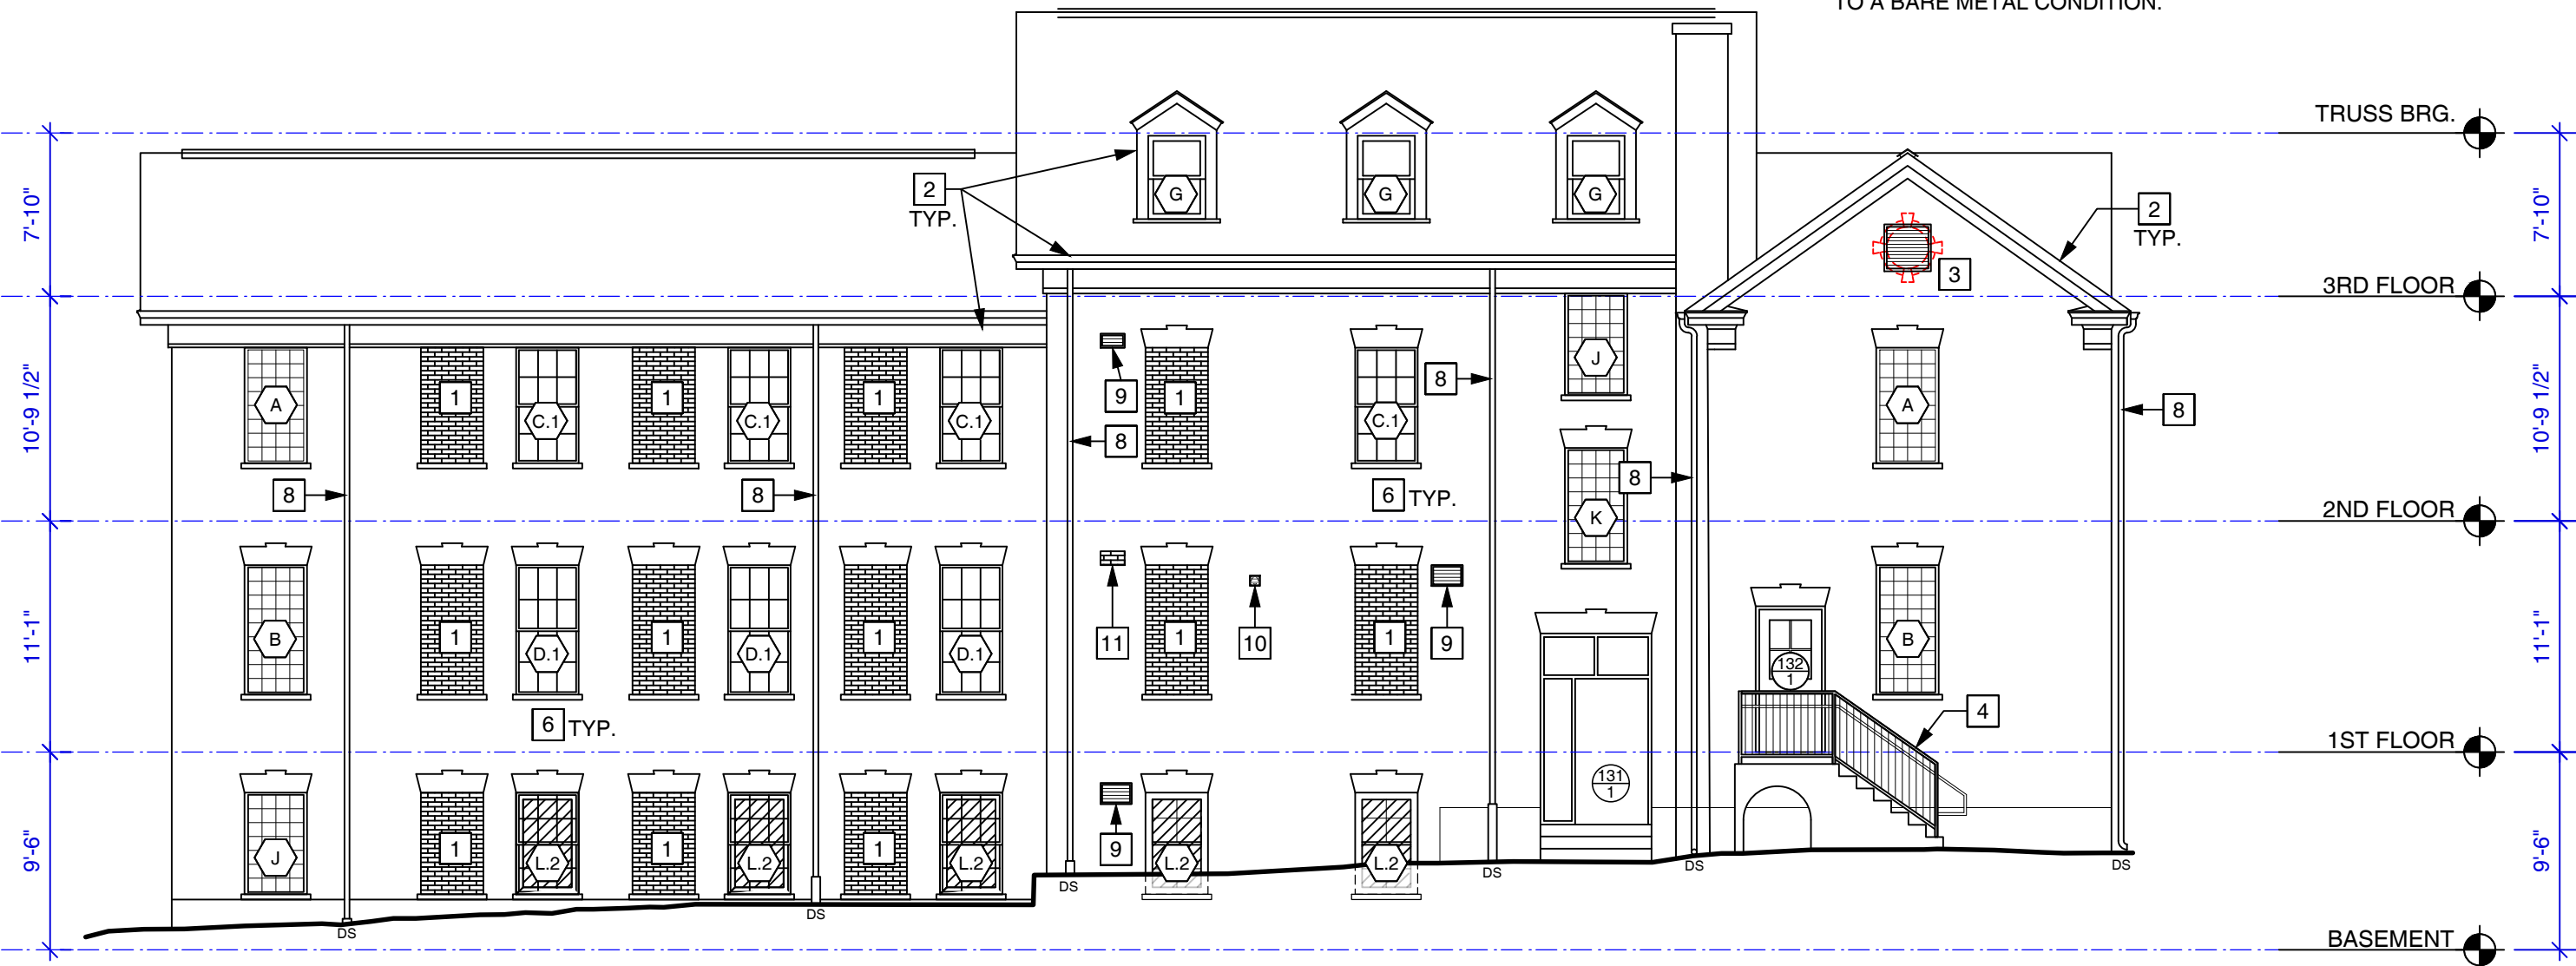 TO A BARE METAL CONDITION.
TRUSS BRG.
7'-10"
2
TYP.
G
G
G
2
TYP.
7'-10"
3
3RD FLOOR
10'-9 1/2"
A
1
C.1
1
C.1
1
C.1
9
1
C.1
8
J
A
8
10'-9 1/2"
8
8
8
6 TYP.
8
K
2ND FLOOR
11'-1"
B
1
D.1
1
D.1
1
D.1
11
1
10
1
9
132
1
B
11'-1"
6 TYP.
4
1ST FLOOR
9'-6"
J
1
L.2
1
L.2
1
L.2
9
L.2
L.2
131
1
9'-6"
DS
DS
DS
DS
DS
DS
BASEMENT